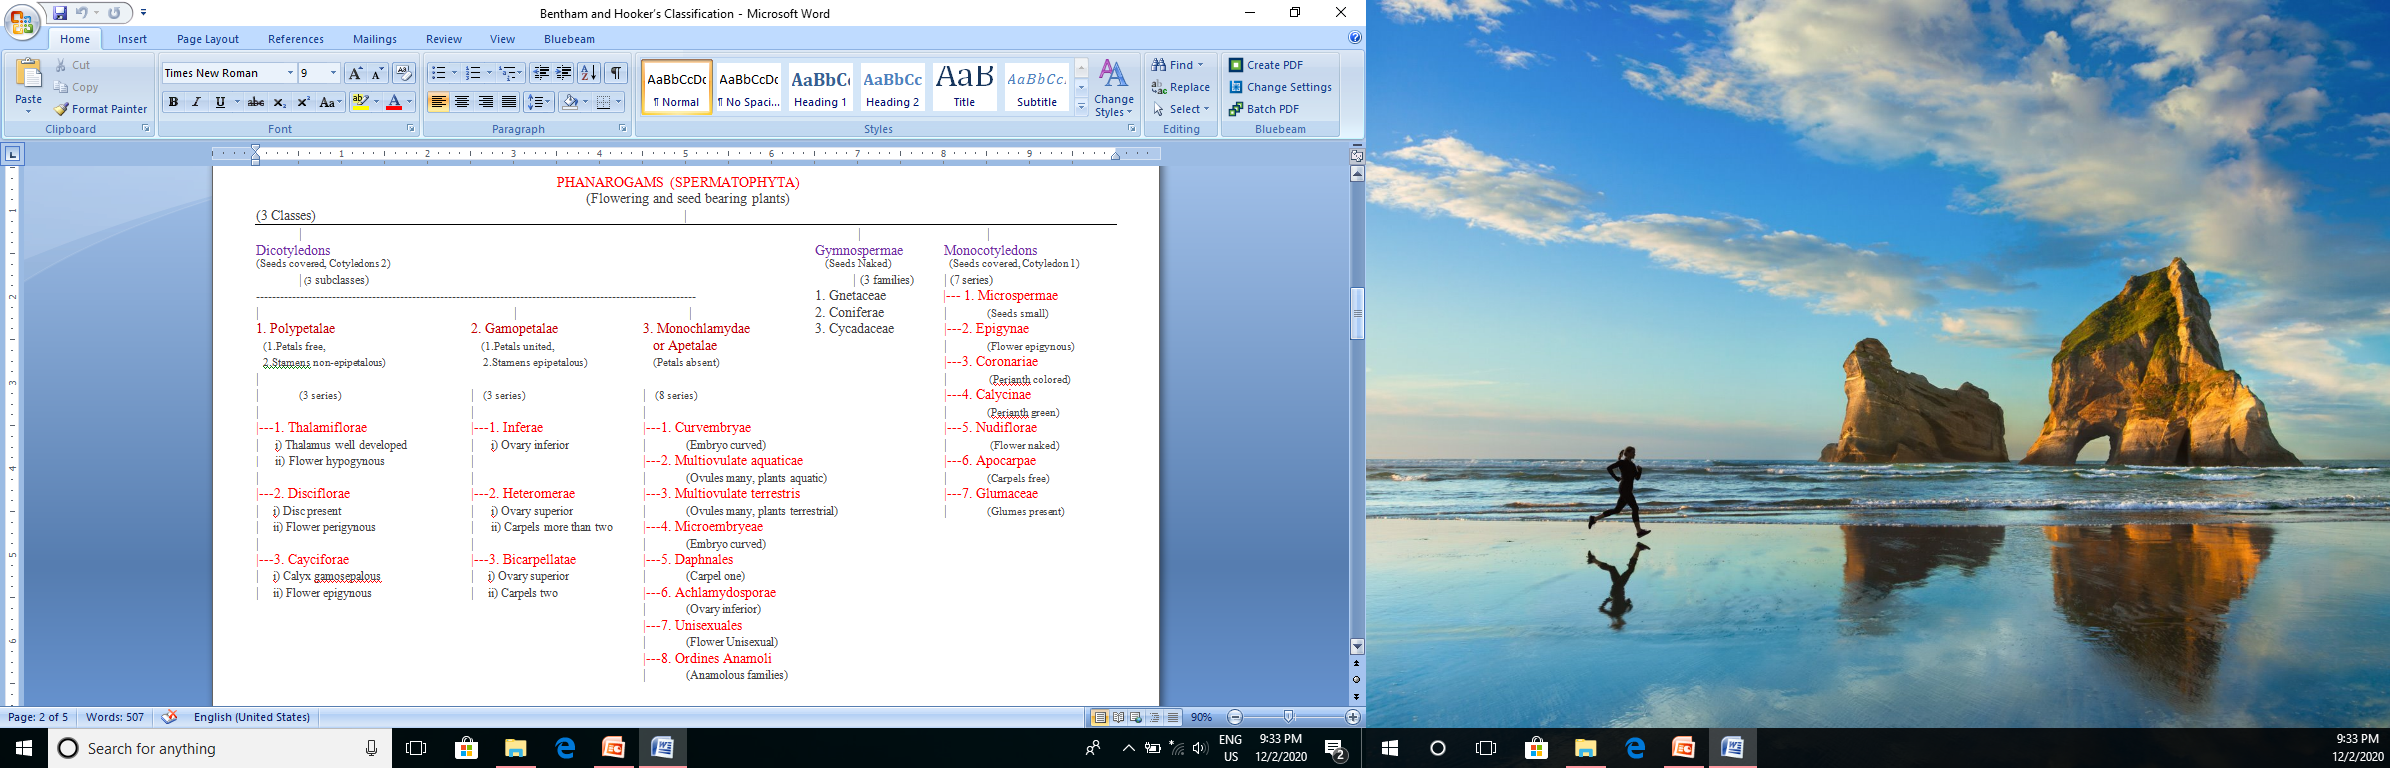 Bentham and Hooker's Classification - Microsoft Word
Home Insert Page Layout References Mailings Review View Bluebeam
Paste
Cut
Copy
Format Painter
Clipboard
Times New Roman 9
Font
Paragraph
AaBbCcDc AaBbCcDc AaBbC AaBbCc AaB AaBbCc.
¶ Normal ¶ No Spaci... Heading 1 Heading 2 Title Subtitle
Change Styles
Styles
Find
Replace
Select
Editing
Create PDF
Change Settings
Batch PDF
Bluebeam
1 2 3 4 5 6 7 8 9
PHANAROGAMS (SPERMATOPHYTA)
(Flowering and seed bearing plants)
(3 Classes)
Dicotyledons Gymnospermae Monocotyledons
(Seeds covered, Cotyledons 2) (Seeds Naked) (Seeds covered, Cotyledon 1)
|(3 subclasses) |(3 families) |(7 series)
1. Gnetaceae |--- 1. Microspermae
2. Coniferae (Seeds small)
1. Polypetalae 2. Gamopetalae 3. Monochlamydae 3. Cycadaceae |---2. Epigynae
(1.Petals free, (1.Petals united, or Apetalae (Flower epigynous)
2.Stamens non-epipetalous) 2.Stamens epipetalous) (Petals absent) |---3. Coronariae
(Perianth colored)
(3 series) | (3 series) | (8 series) |---4. Calycinae
(Perianth green)
|---1. Thalamiflorae |---1. Inferae |---1. Curvembryae |---5. Nudiflorae
i) Thalamus well developed i) Ovary inferior (Embryo curved) (Flower naked)
ii) Flower hypogynous |---2. Multiovulate aquaticae |---6. Apocarpae
(Ovules many, plants aquatic) (Carpels free)
|---2. Disciflorae |---2. Heteromerae |---3. Multiovulate terrestris |---7. Glumaceae
i) Disc present i) Ovary superior (Ovules many, plants terrestrial) (Glumes present)
ii) Flower perigynous ii) Carpels more than two |---4. Microembryeae
(Embryo curved)
|---3. Cayciforae |---3. Bicarpellatae |---5. Daphnales
i) Calyx gamosepalous i) Ovary superior (Carpel one)
ii) Flower epigynous ii) Carpels two |---6. Achlamydosporae
(Ovary inferior)
|---7. Unisexuales
(Flower Unisexual)
|---8. Ordines Anamoli
(Anamolous families)
Page: 2 of 5 Words: 507 English (United States) 90%
Search for anything
ENG US
9:33 PM
12/2/2020
2
9:33 PM
12/2/2020